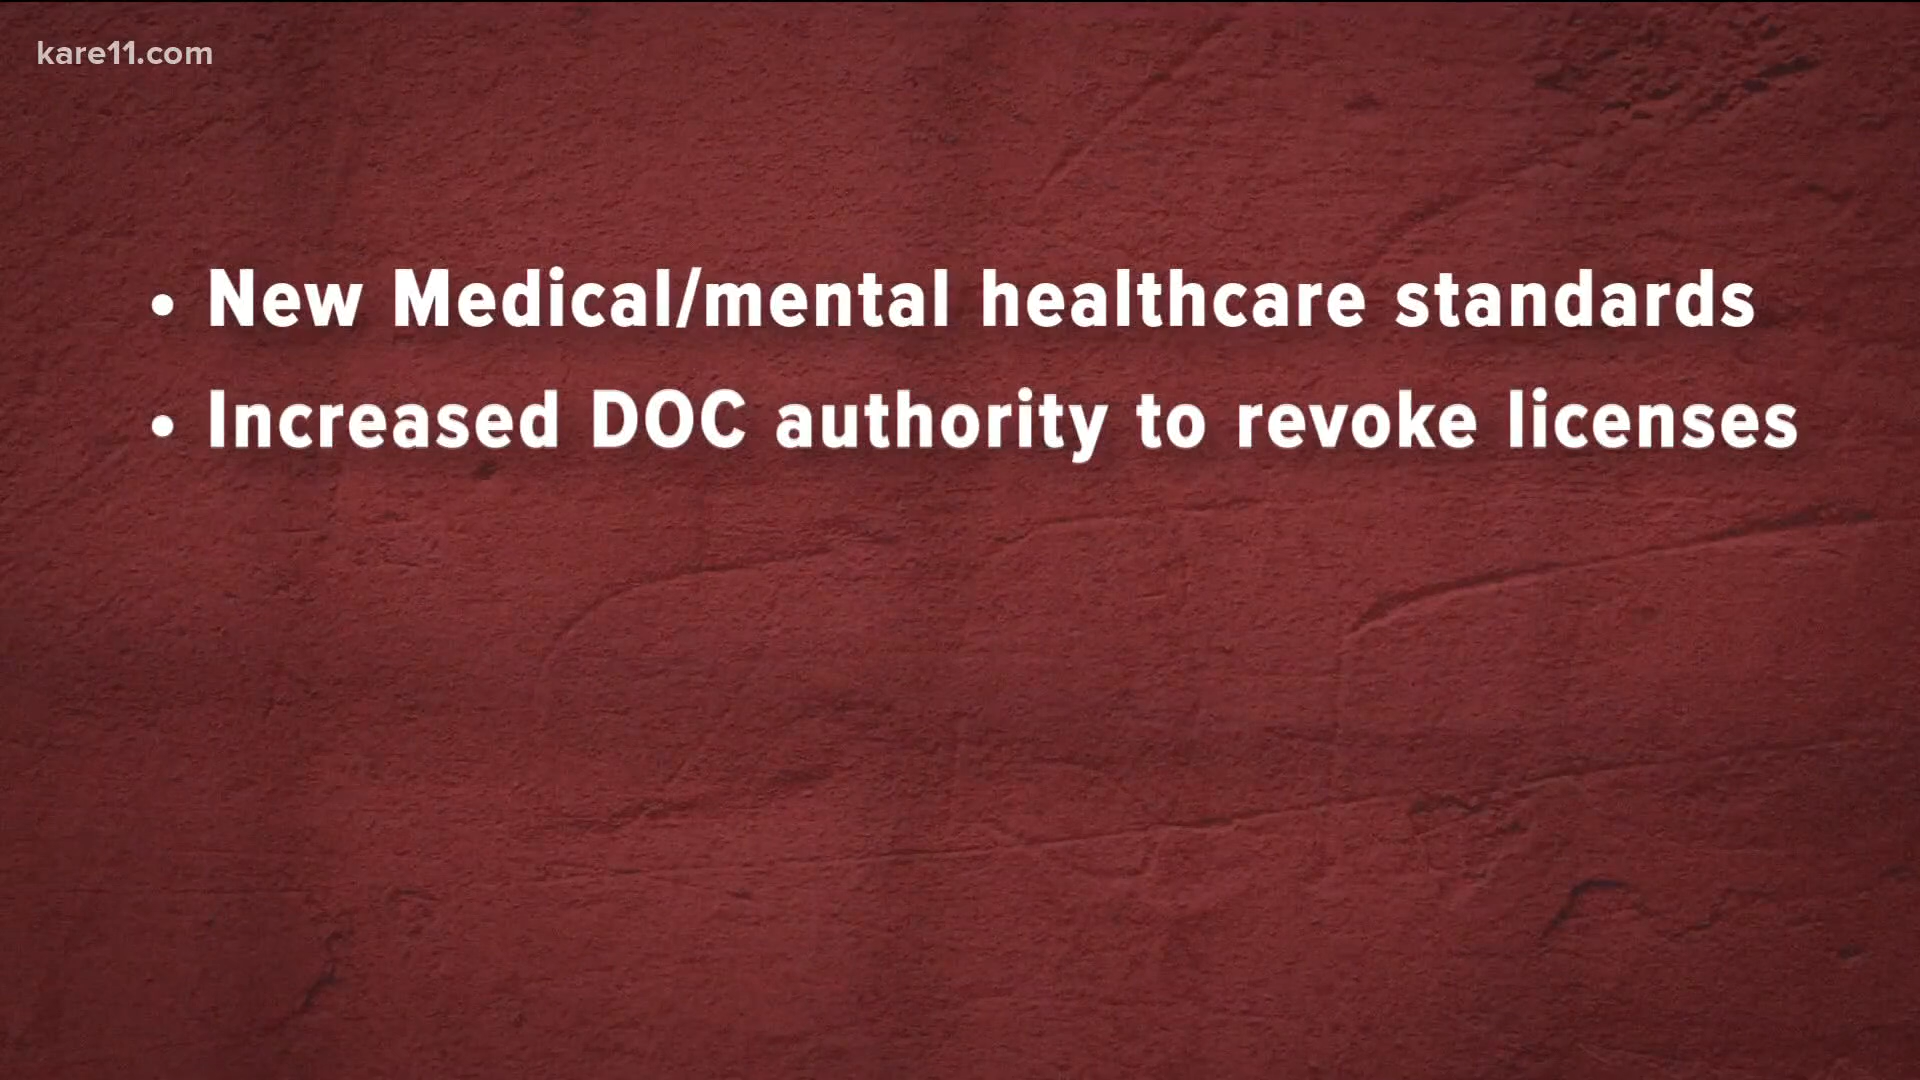 kare11.com
• New Medical/mental healthcare standards
• Increased DOC authority to revoke licenses